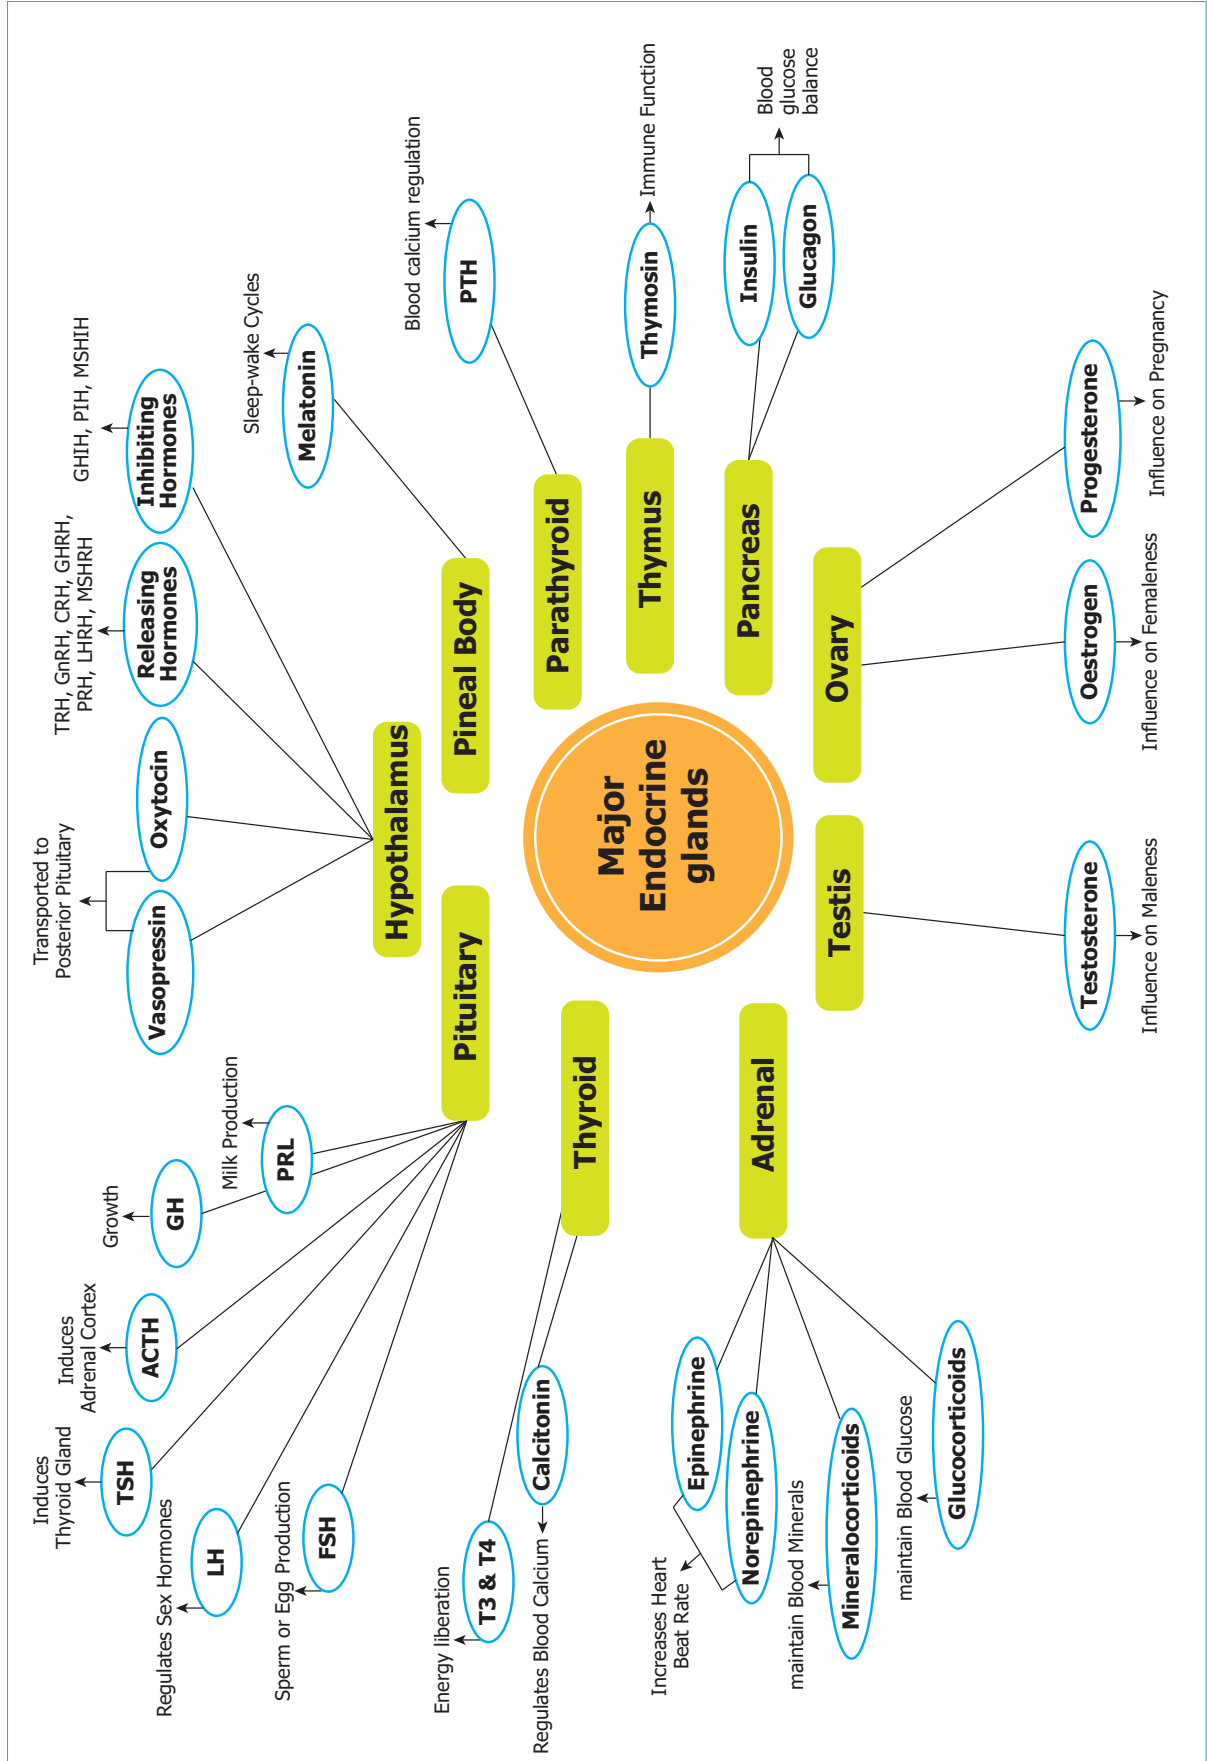 Major
Endocrine
glands
Hypothalamus
Vasopressin
Oxytocin
Transported to
Posterior Pituitary
Releasing
Hormones
TRH, GnRH, CRH, GHRH,
PRH, LHRH, MSHRH
Inhibiting
Hormones
GHIH, PIH, MSHIH
Pineal Body
Melatonin
Sleep-wake Cycles
Parathyroid
PTH
Blood calcium regulation
Thymus
Thymosin
Immune Function
Pancreas
Insulin
Glucagon
Blood
glucose
balance
Ovary
Progesterone
Influence on Pregnancy
Oestrogen
Influence on Femaleness
Testis
Testosterone
Influence on Maleness
Adrenal
Epinephrine
Norepinephrine
Increases Heart
Beat Rate
Mineralocorticoids
maintain Blood Minerals
Glucocorticoids
maintain Blood Glucose
Thyroid
T3 & T4
Energy liberation
Calcitonin
Regulates Blood Calcium
Pituitary
FSH
Sperm or Egg Production
LH
Regulates Sex Hormones
TSH
Induces
Thyroid Gland
ACTH
Induces
Adrenal Cortex
GH
Growth
PRL
Milk Production